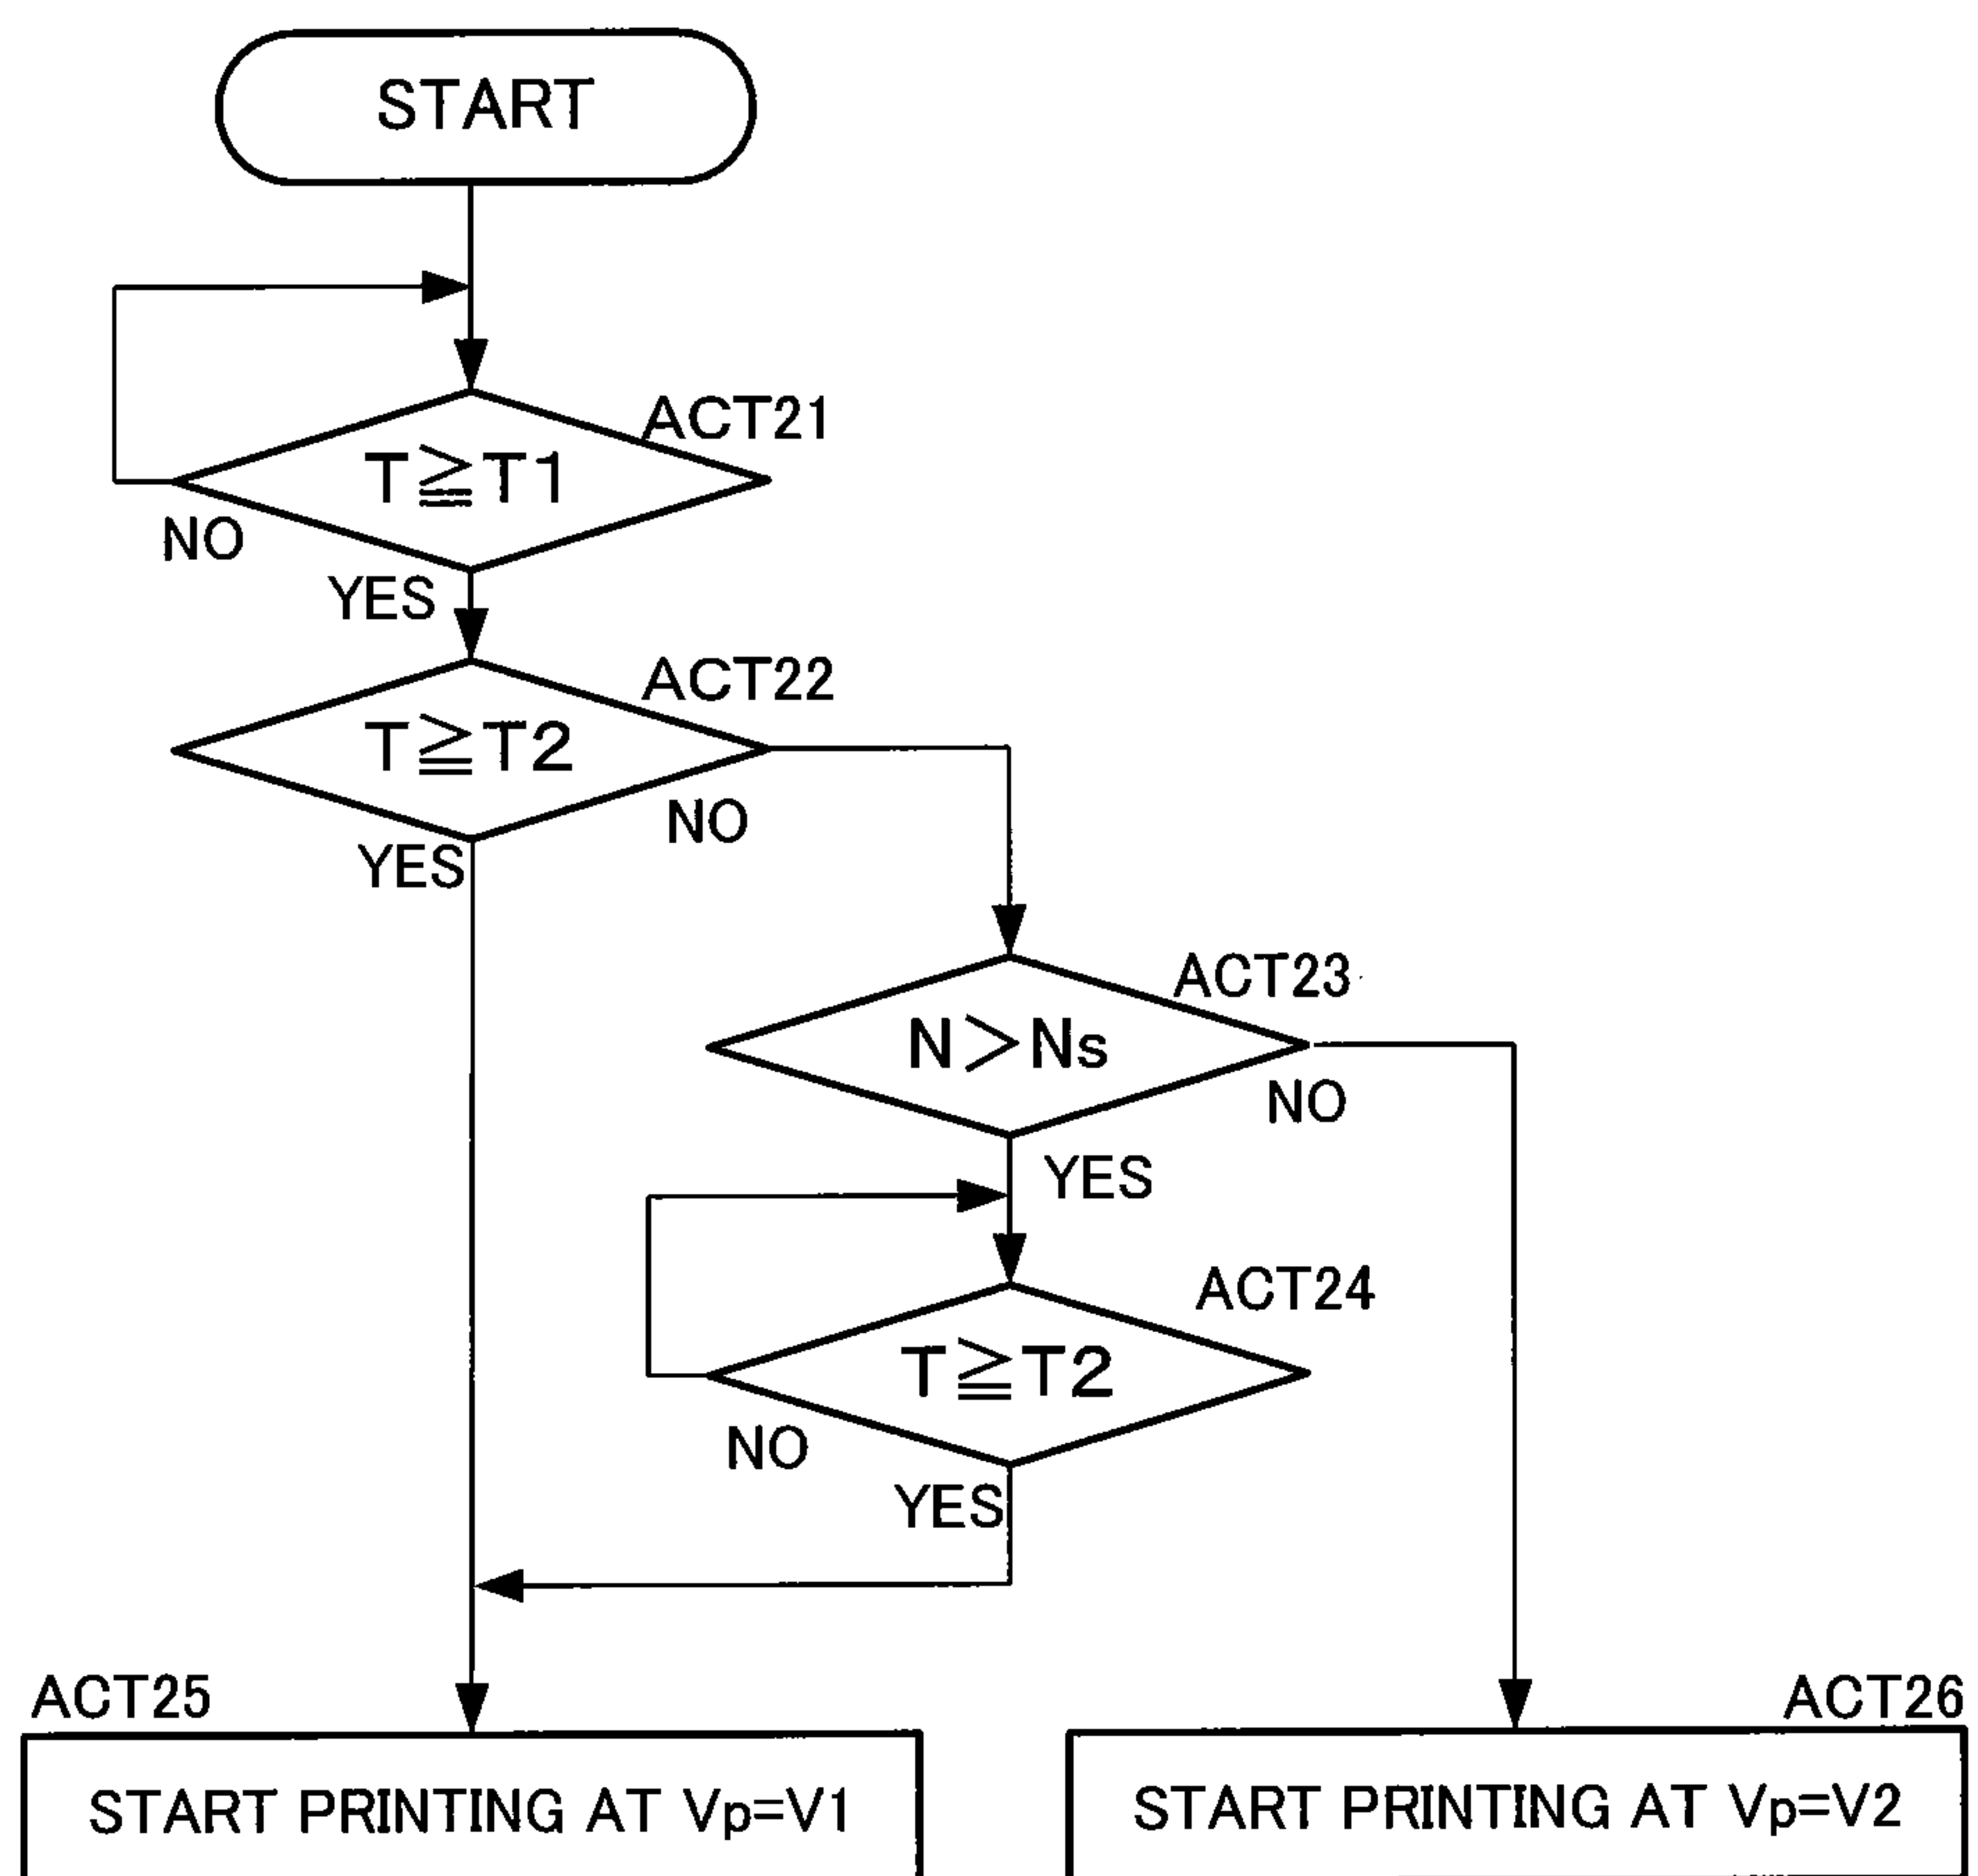 START
ACT21
T≧T1
NO
YES
ACT22
T≧T2
NO
YES
ACT23
N>Ns
NO
YES
ACT24
T≧T2
NO
YES
ACT25
ACT26
START PRINTING AT Vp=V1
START PRINTING AT Vp=V2